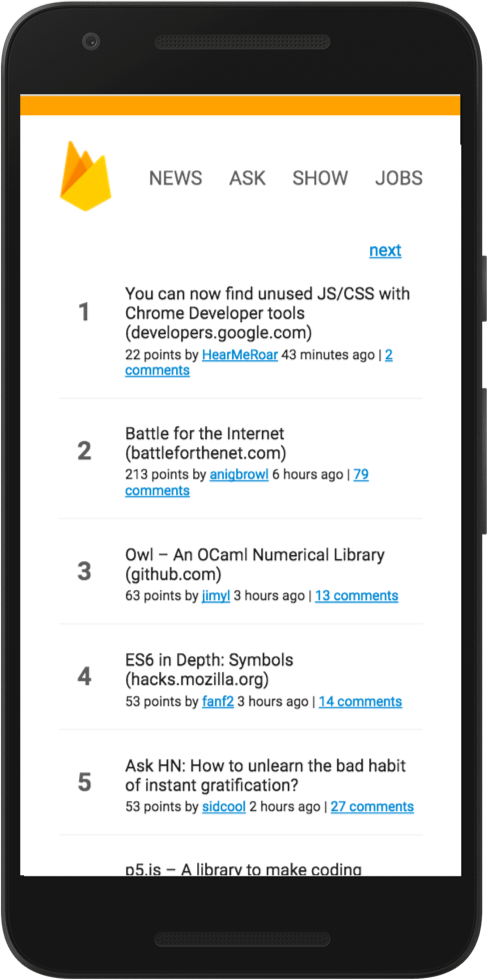 NEWS ASK SHOW JOBS
next
1
You can now find unused JS/CSS with
Chrome Developer tools
(developers.google.com)
22 points by HearMeRoar 43 minutes ago | 2
comments
2
Battle for the Internet
(battleforthenet.com)
213 points by anigbrowl 6 hours ago | 79
comments
3
Owl – An OCaml Numerical Library
(github.com)
63 points by jimyl 3 hours ago | 13 comments
4
ES6 in Depth: Symbols
(hacks.mozilla.org)
53 points by fanf2 3 hours ago | 14 comments
5
Ask HN: How to unlearn the bad habit
of instant gratification?
53 points by sidcool 2 hours ago | 27 comments
p5.js – A library to make coding